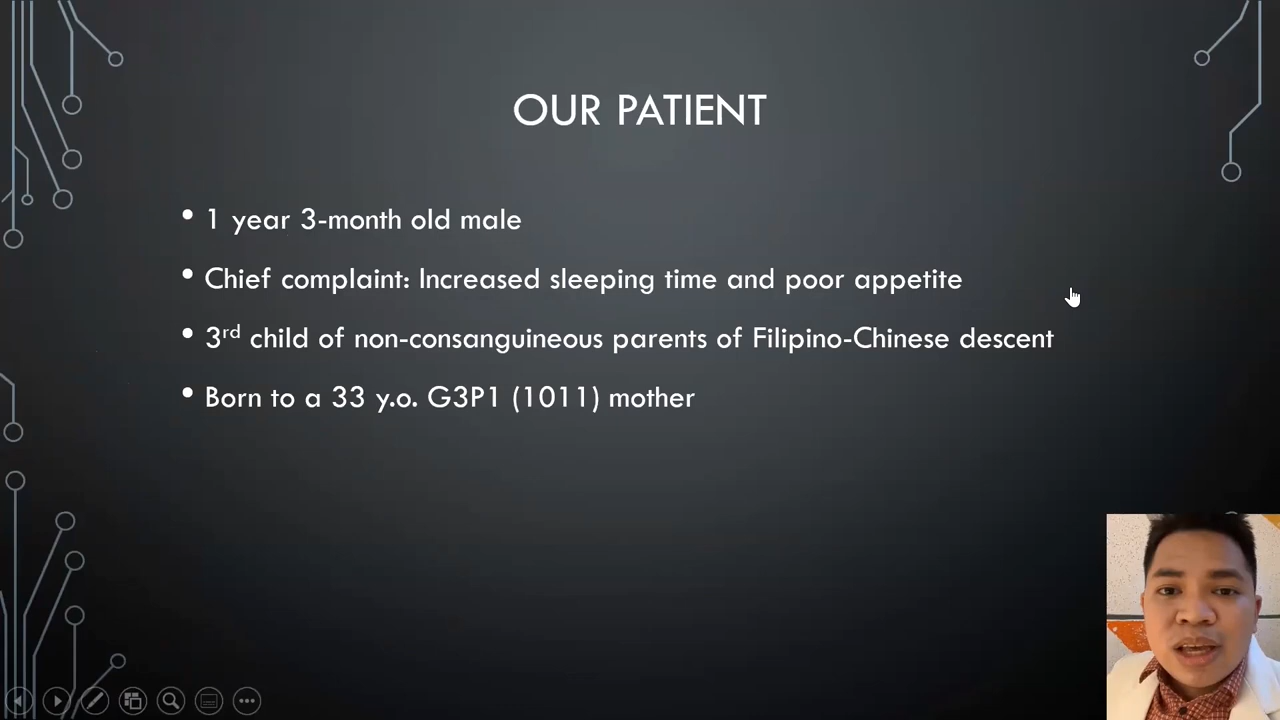 OUR PATIENT
• 1 year 3-month old male
• Chief complaint: Increased sleeping time and poor appetite
• 3rd child of non-consanguineous parents of Filipino-Chinese descent
• Born to a 33 y.o. G3P1 (1011) mother